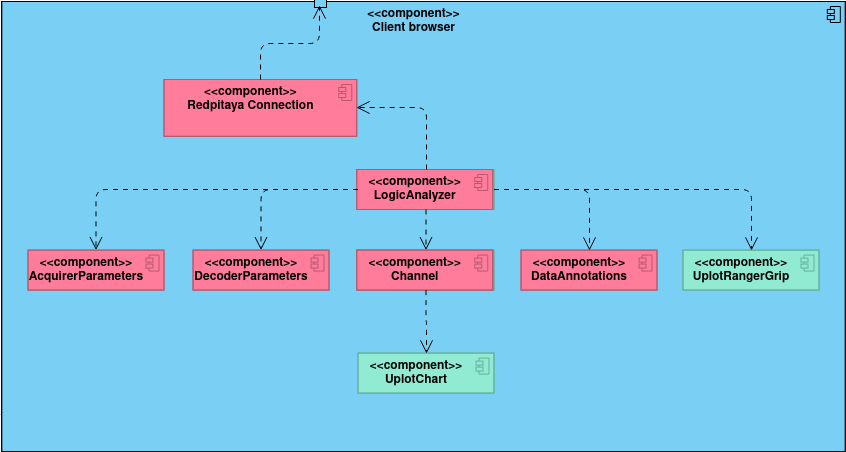 <<component>>
Client browser
<<component>>
Redpitaya Connection
<<component>>
LogicAnalyzer
<<component>>
AcquirerParameters
<<component>>
DecoderParameters
<<component>>
Channel
<<component>>
DataAnnotations
<<component>>
UplotRangerGrip
<<component>>
UplotChart